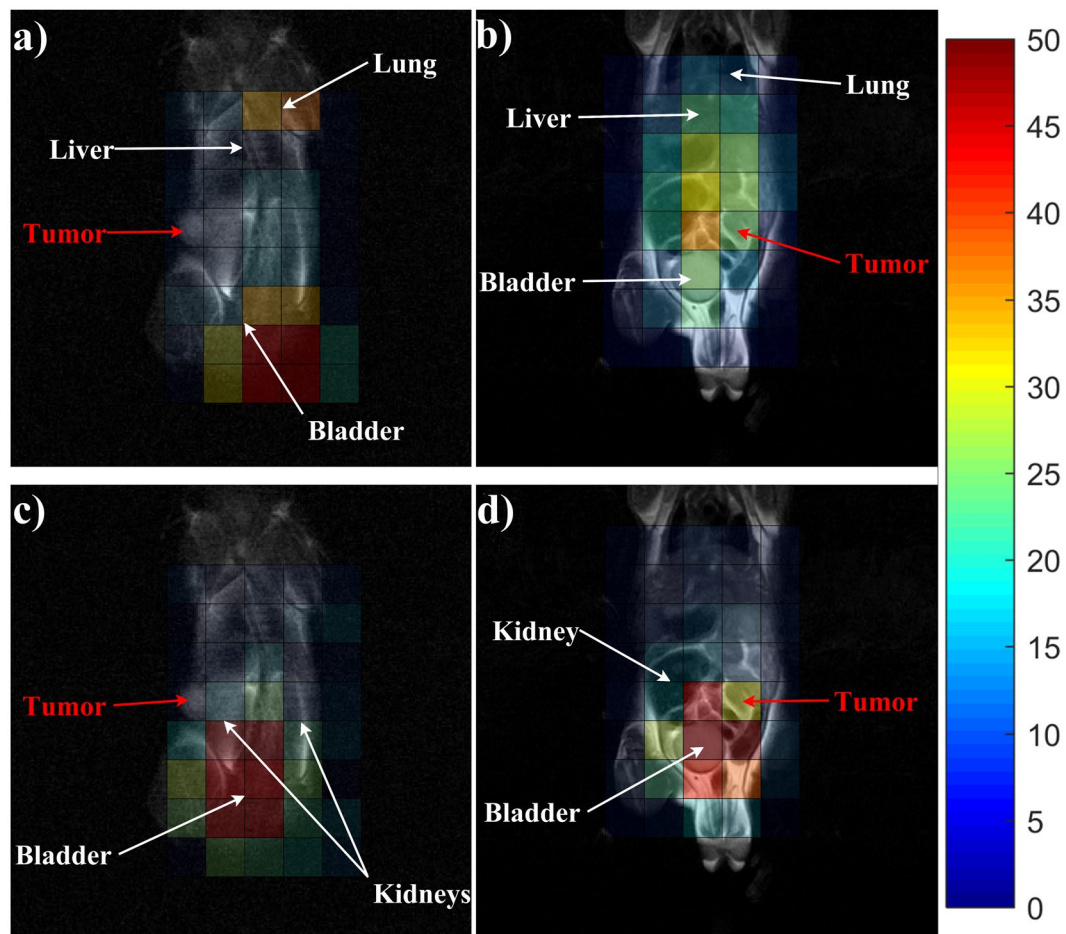 a)
Lung
Liver
Tumor
Bladder
b)
Lung
Liver
Tumor
Bladder
c)
Tumor
Bladder
Kidneys
d)
Kidney
Tumor
Bladder
50
45
40
35
30
25
20
15
10
5
0